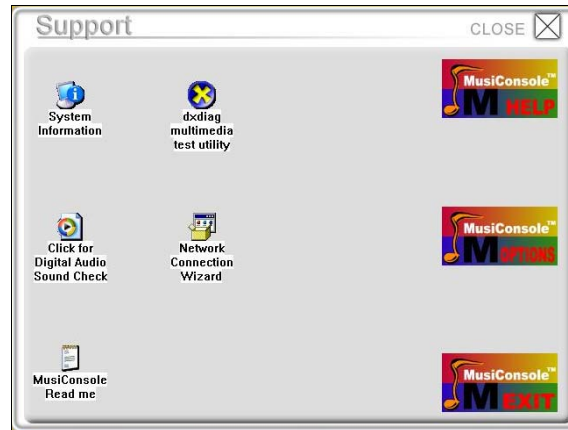 Support
CLOSE
System
Information
dxdiag
multimedia
test utility
MusiConsole™
M HELP
Click for
Digital Audio
Sound Check
Network
Connection
Wizard
MusiConsole™
M OPTIONS
MusiConsole
Read me
MusiConsole™
M EXIT